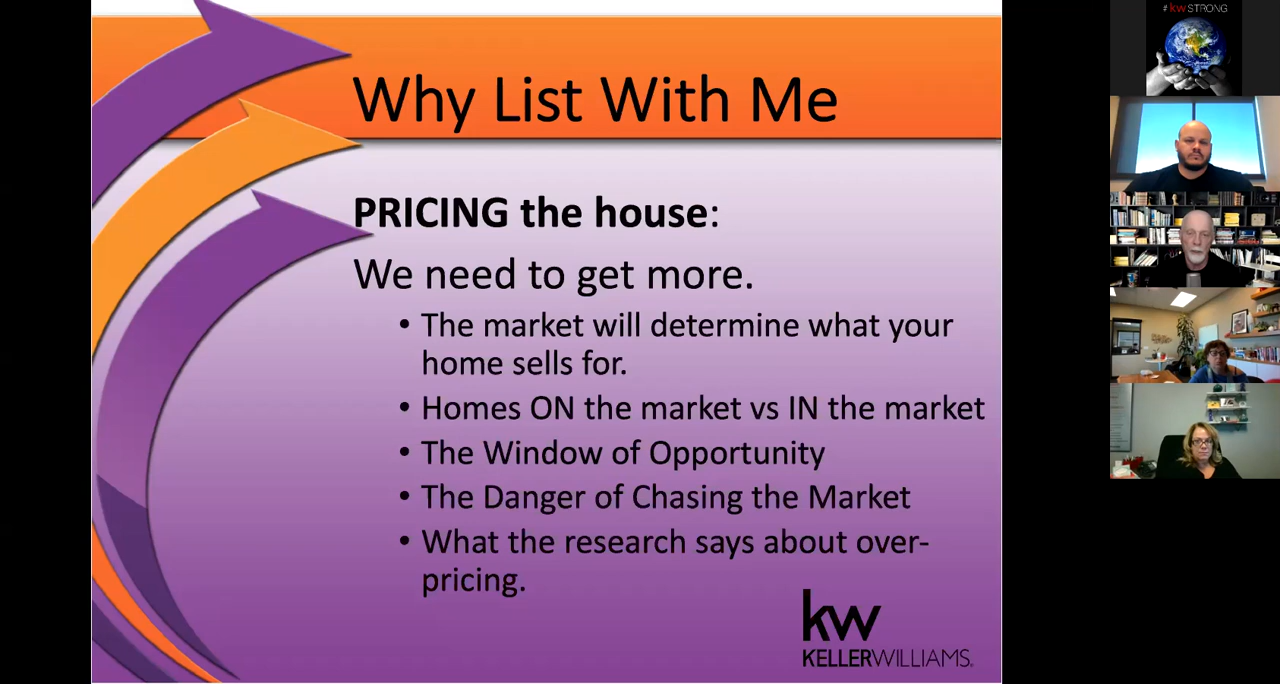 Why List With Me
PRICING the house:
We need to get more.
• The market will determine what your
home sells for.
• Homes ON the market vs IN the market
• The Window of Opportunity
• The Danger of Chasing the Market
• What the research says about over-
pricing.
kw
KELLERWILLIAMS.
#kwSTRONG